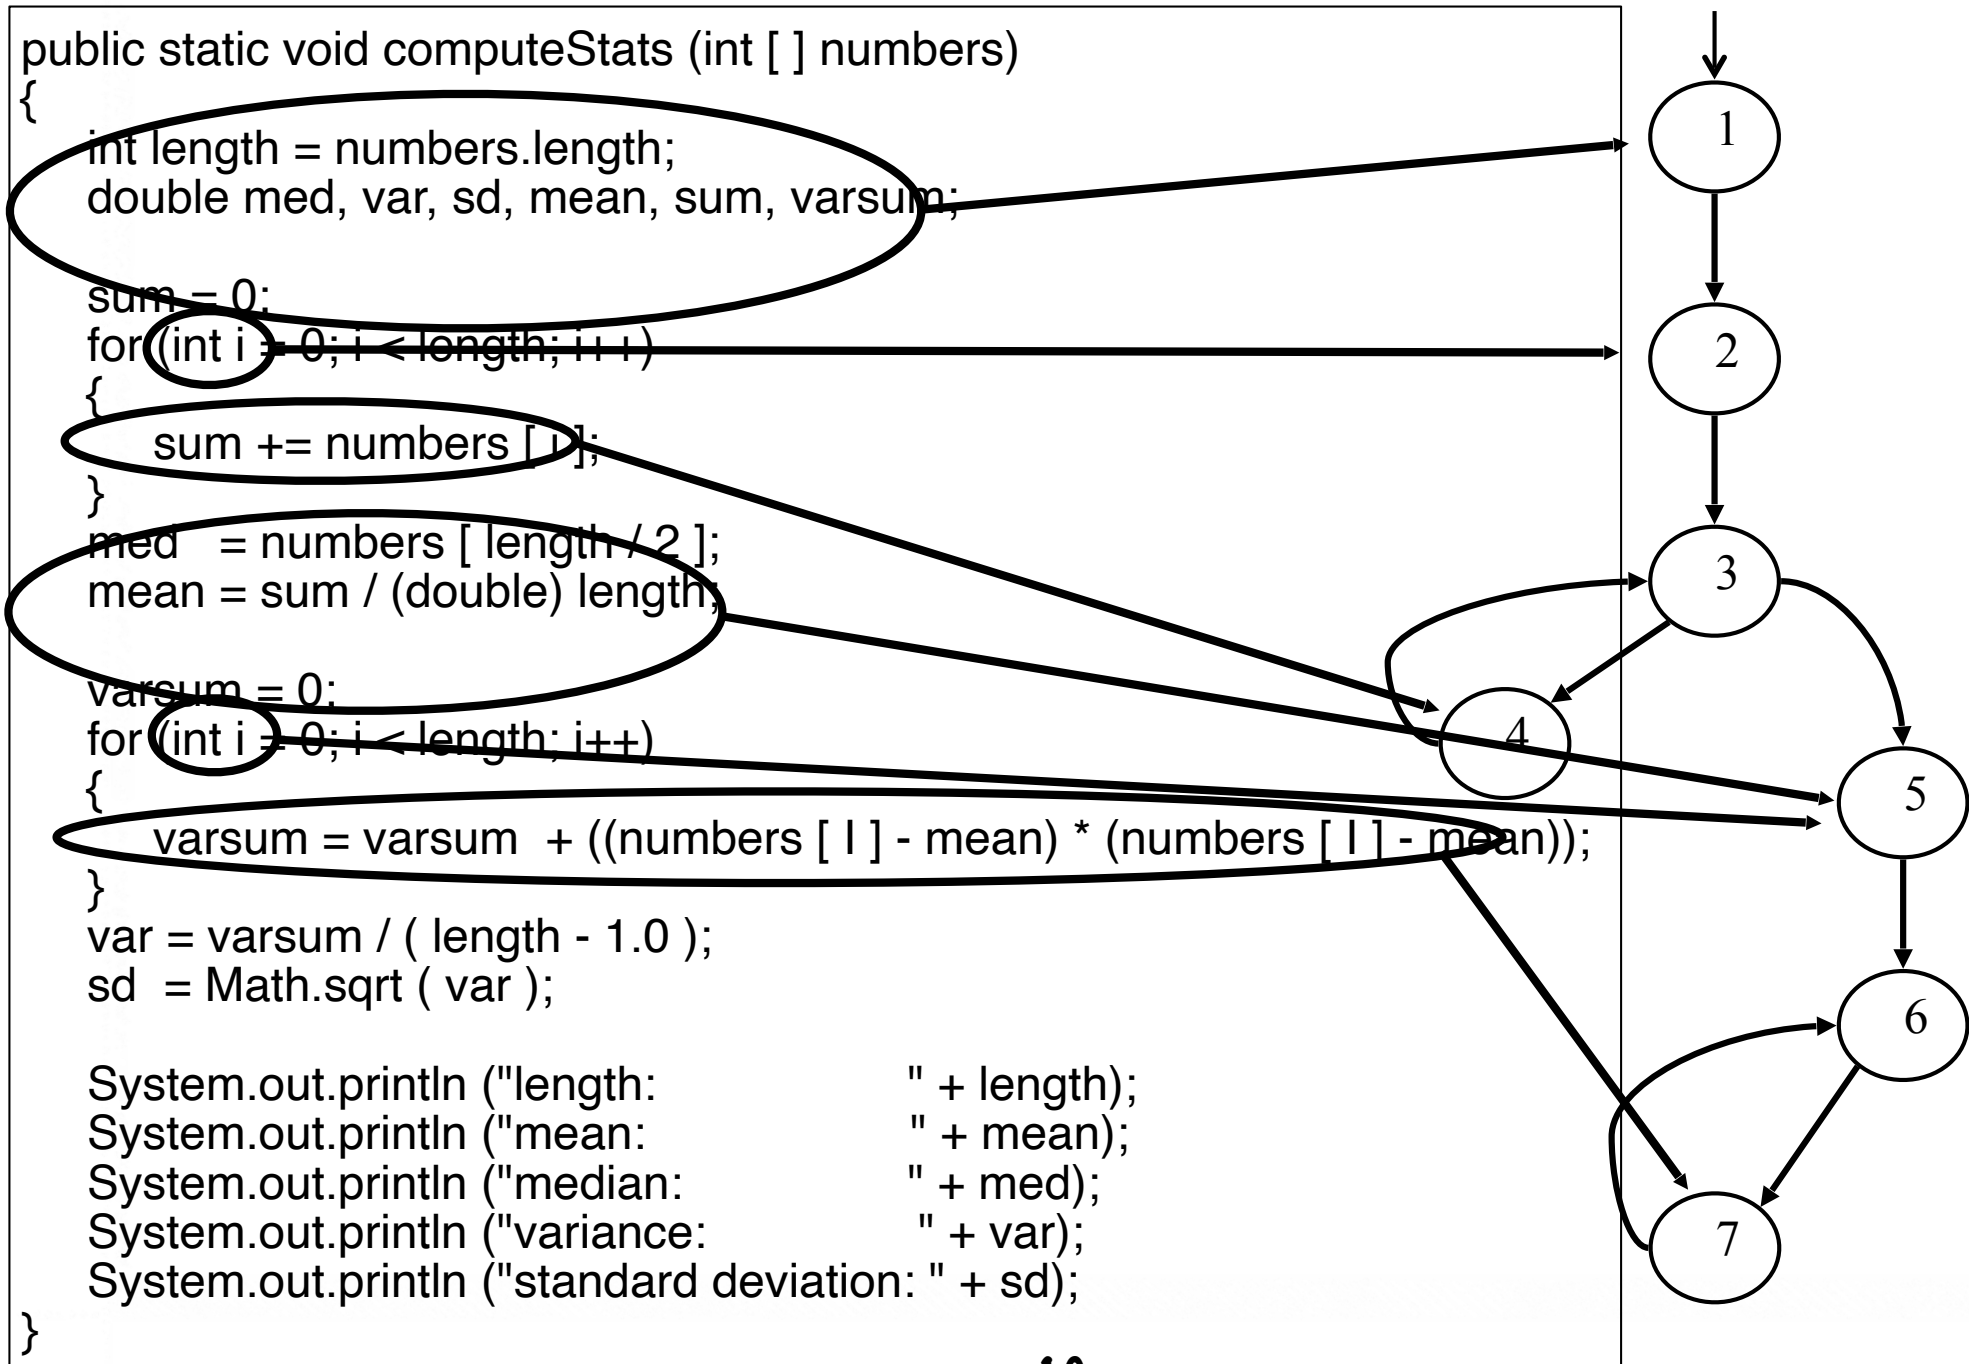 public static void computeStats (int [ ] numbers)
{
int length = numbers.length;
double med, var, sd, mean, sum, varsum;
sum = 0;
for (int i = 0; i < length; i++)
{
sum += numbers [ i ];
}
med = numbers [ length / 2 ];
mean = sum / (double) length;
varsum = 0;
for (int i = 0; i < length; i++)
{
varsum = varsum + ((numbers [ I ] - mean) * (numbers [ I ] - mean));
}
var = varsum / ( length - 1.0 );
sd = Math.sqrt ( var );
System.out.println ("length: " + length);
System.out.println ("mean: " + mean);
System.out.println ("median: " + med);
System.out.println ("variance: " + var);
System.out.println ("standard deviation: " + sd);
}
1
2
3
4
5
6
7